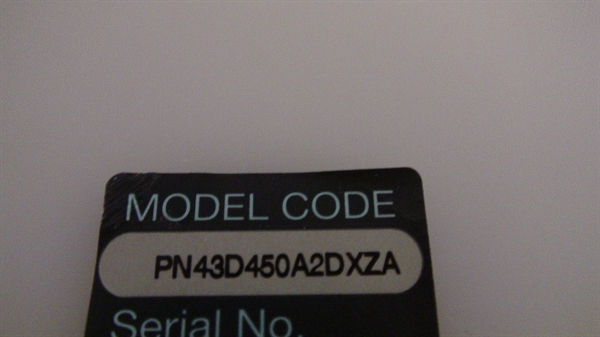 MODEL CODE
PN43D450A2DXZA
Serial No.